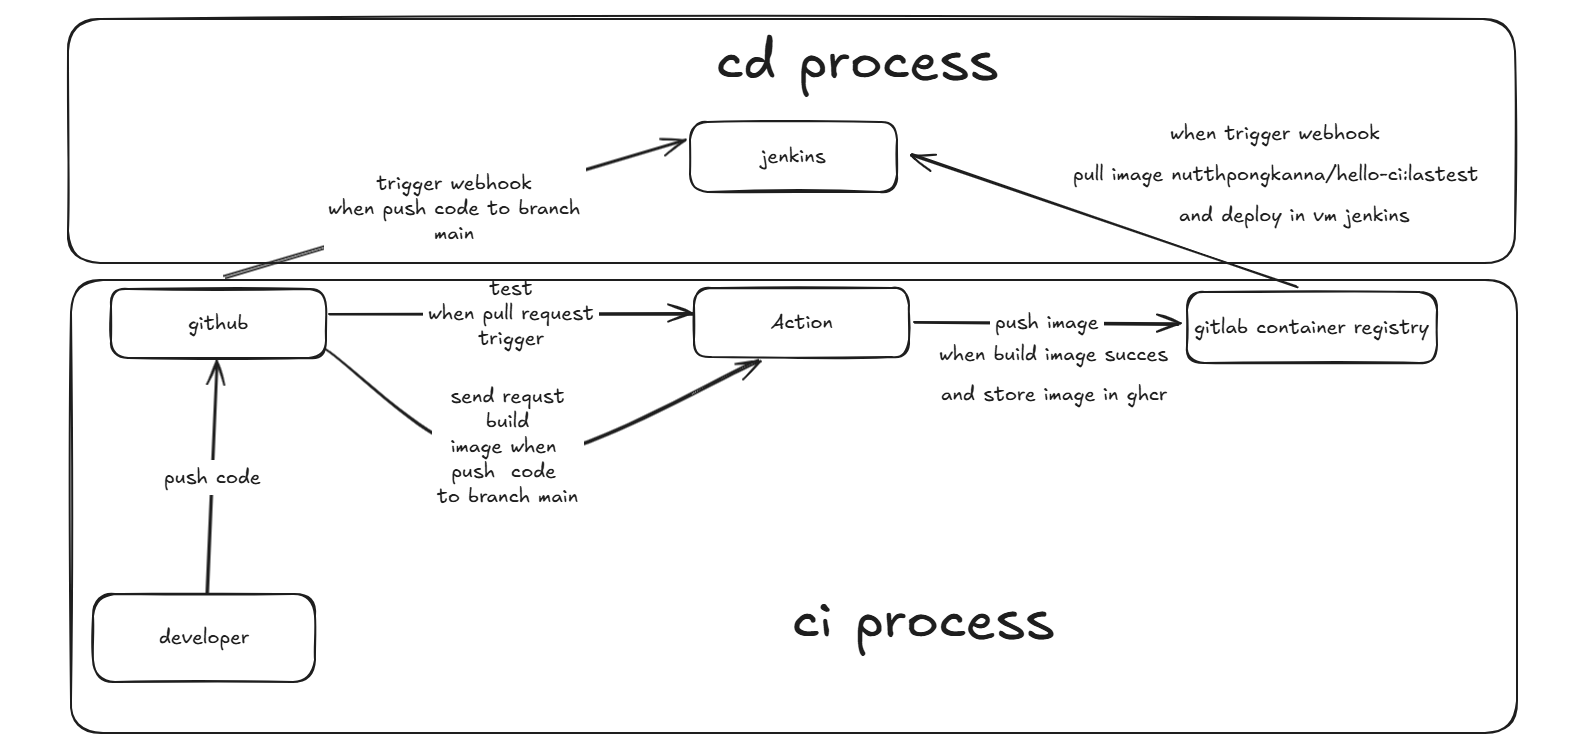 cd process
jenkins
when trigger webhook
pull image nutthpongkanna/hello-ci:lastest
and deploy in vm jenkins
trigger webhook
when push code to branch
main
github
test
when pull request
trigger
Action
push image
when build image succes
and store image in ghcr
gitlab container registry
send requst
build
image when
push code
to branch main
push code
developer
ci process